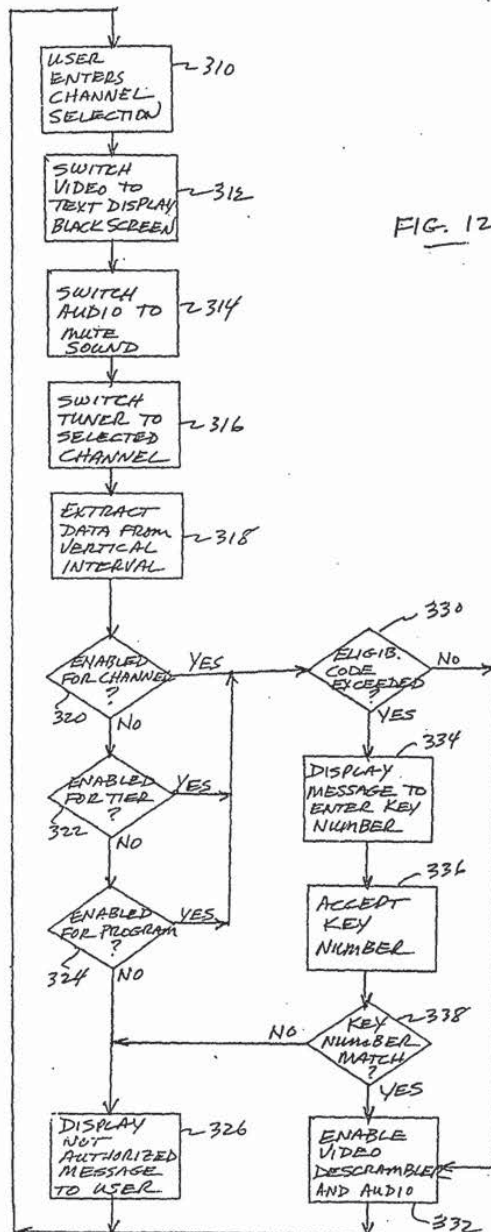 USER
ENTERS
CHANNEL
SELECTION
310
SWITCH
VIDEO TO
TEXT DISPLAY
BLACK SCREEN
312
FIG. 12
SWITCH
AUDIO TO
MUTE
SOUND
314
SWITCH
TUNER TO
SELECTED
CHANNEL
316
EXTRACT
DATA FROM
VERTICAL
INTERVAL
318
ENABLED
FOR CHANNEL
?
320
YES
NO
ENABLED
FOR TIER
?
322
YES
NO
ENABLED
FOR PROGRAM
?
324
YES
NO
DISPLAY
NOT
AUTHORIZED
MESSAGE
TO USER
326
330
ELIGIB.
CODE
EXCEEDED
?
NO
YES
334
DISPLAY
MESSAGE TO
ENTER KEY
NUMBER
336
ACCEPT
KEY
NUMBER
338
KEY
NUMBER
MATCH
?
NO
YES
ENABLE
VIDEO
DESCRAMBLER
AND AUDIO
332